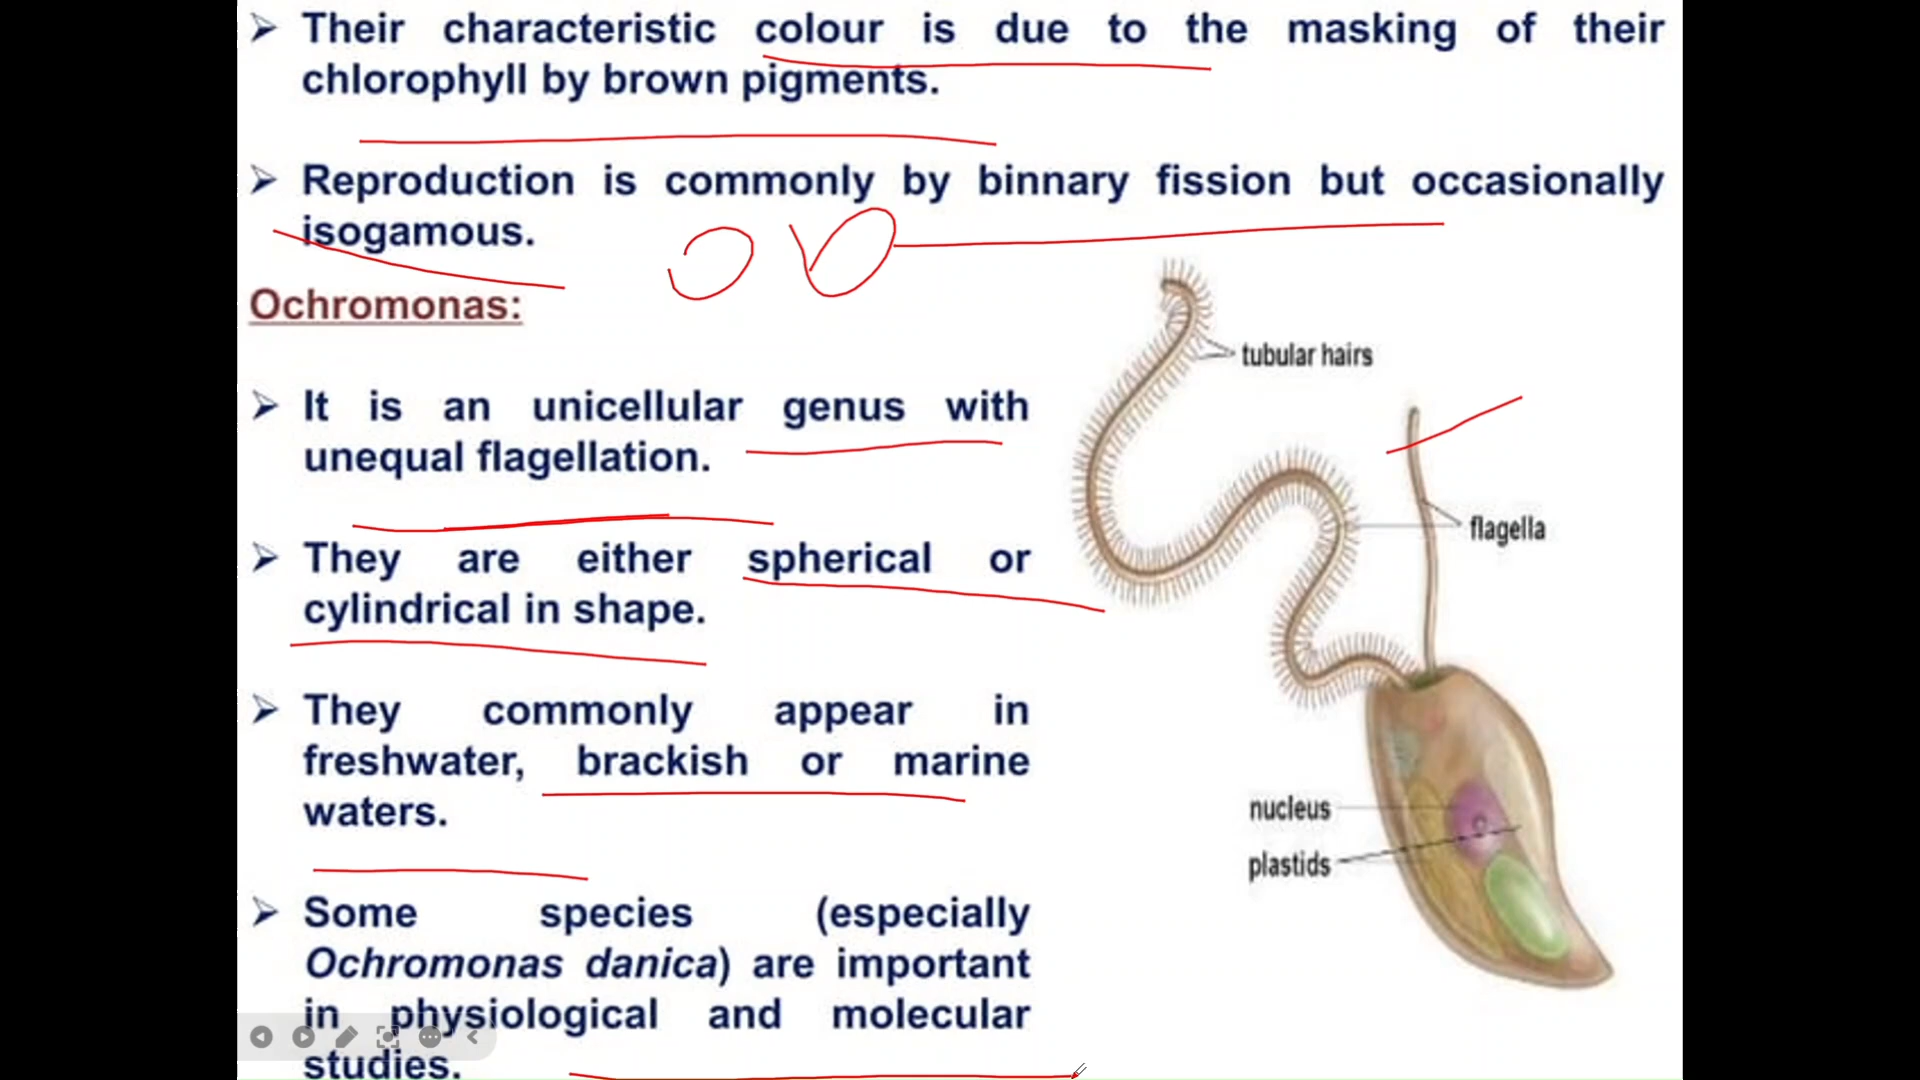 ➢ Their characteristic colour is due to the masking of their
chlorophyll by brown pigments.
➢ Reproduction is commonly by binnary fission but occasionally
isogamous.
Ochromonas:
➢ It is an unicellular genus with
unequal flagellation.
➢ They are either spherical or
cylindrical in shape.
➢ They commonly appear in
freshwater, brackish or marine
waters.
➢ Some species (especially
Ochromonas danica) are important
in physiological and molecular
studies.
tubular hairs
flagella
nucleus
plastids